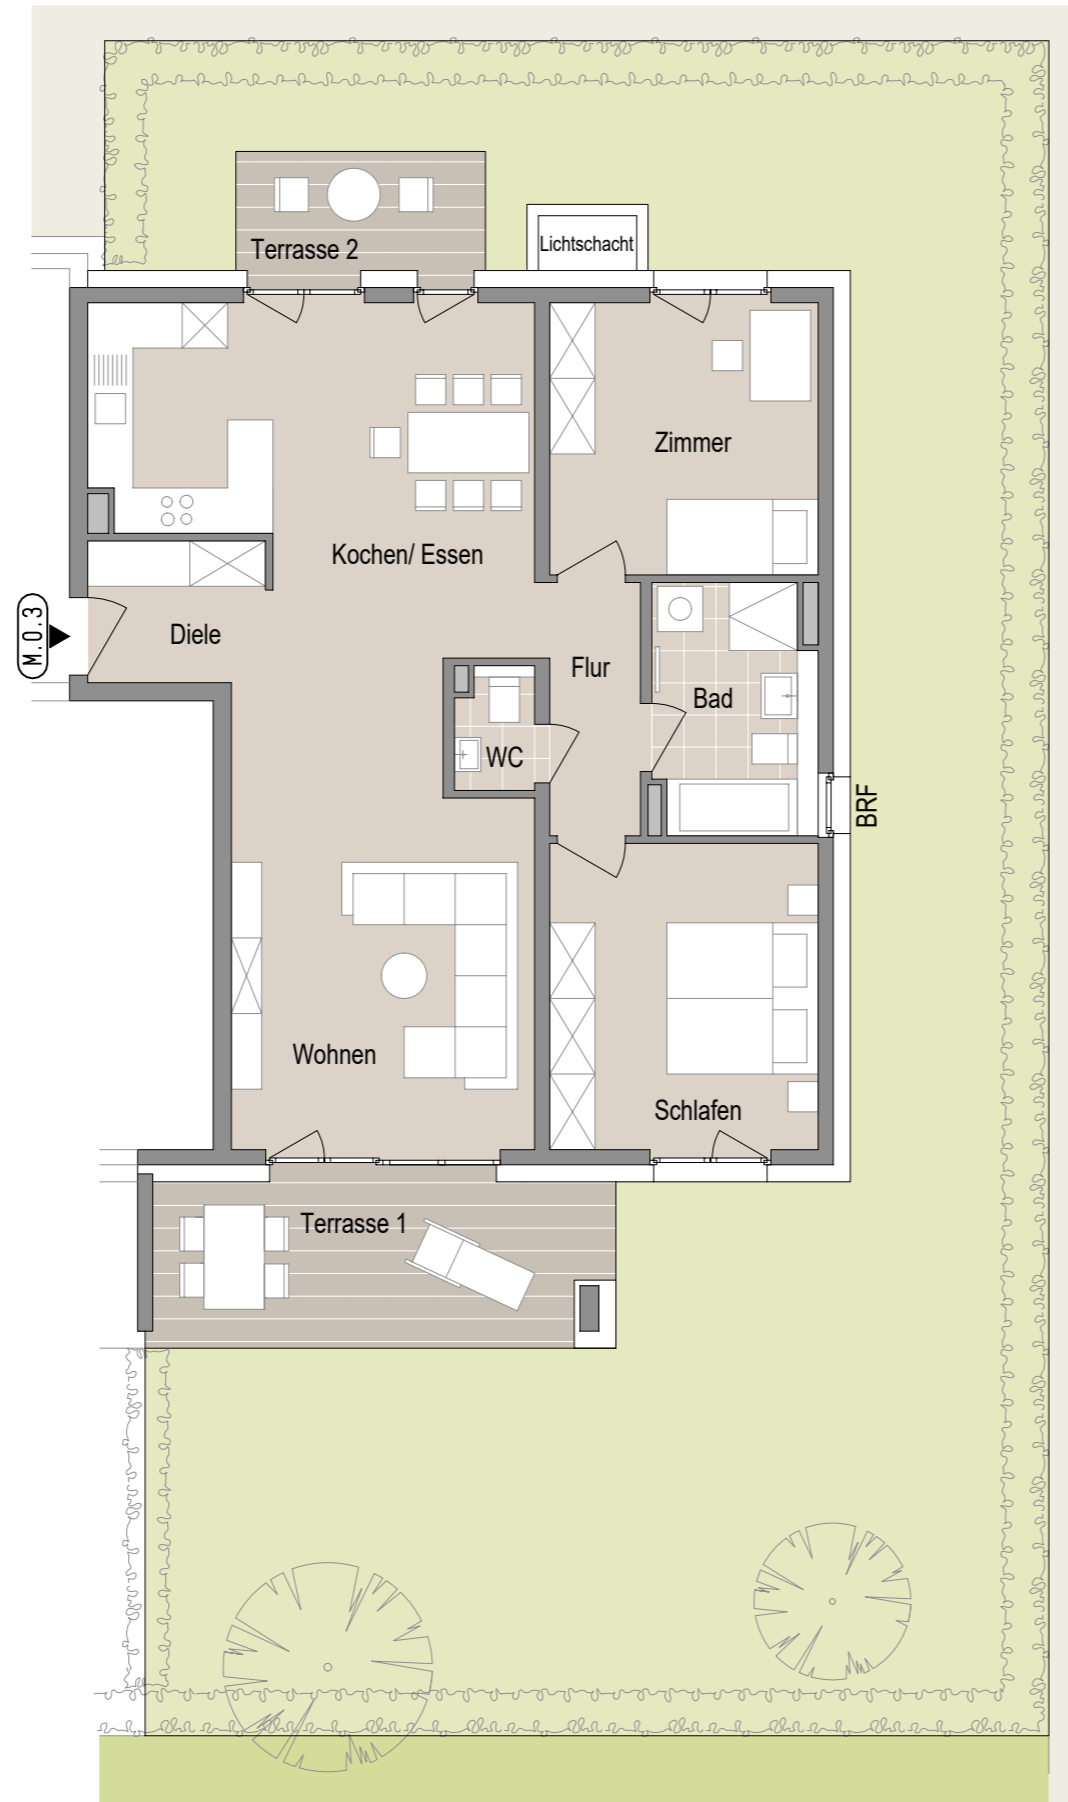 Terrasse 2
Lichtschacht
Zimmer
Kochen/ Essen
M.0.3
Diele
Flur
Bad
WC
BRF
Wohnen
Schlafen
Terrasse 1